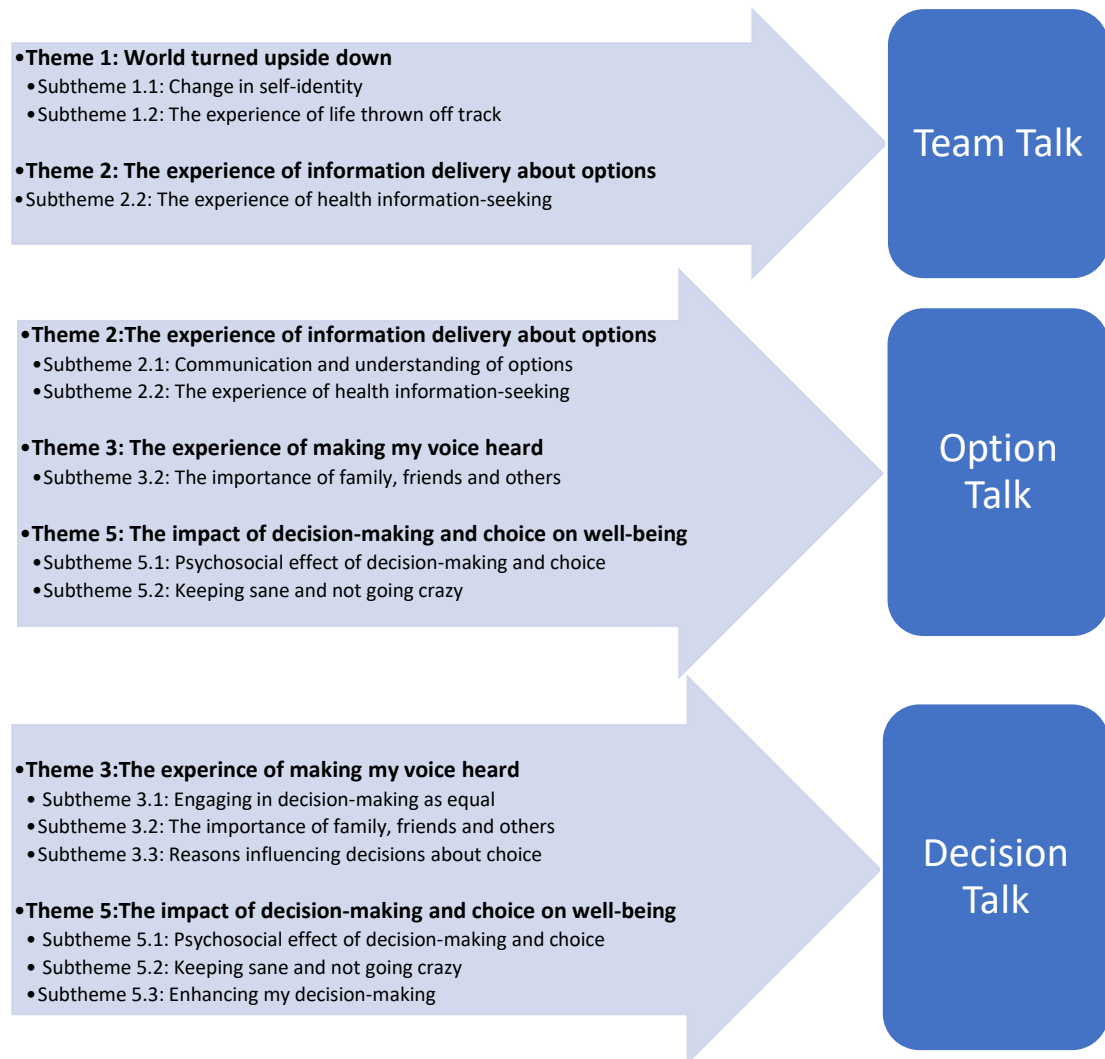 •Theme 1: World turned upside down
•Subtheme 1.1: Change in self-identity
•Subtheme 1.2: The experience of life thrown off track
•Theme 2: The experience of information delivery about options
•Subtheme 2.2: The experience of health information-seeking
Team Talk
•Theme 2:The experience of information delivery about options
•Subtheme 2.1: Communication and understanding of options
•Subtheme 2.2: The experience of health information-seeking
•Theme 3: The experience of making my voice heard
•Subtheme 3.2: The importance of family, friends and others
•Theme 5: The impact of decision-making and choice on well-being
•Subtheme 5.1: Psychosocial effect of decision-making and choice
•Subtheme 5.2: Keeping sane and not going crazy
Option
Talk
•Theme 3:The experince of making my voice heard
• Subtheme 3.1: Engaging in decision-making as equal
•Subtheme 3.2: The importance of family, friends and others
•Subtheme 3.3: Reasons influencing decisions about choice
•Theme 5:The impact of decision-making and choice on well-being
• Subtheme 5.1: Psychosocial effect of decision-making and choice
• Subtheme 5.2: Keeping sane and not going crazy
•Subtheme 5.3: Enhancing my decision-making
Decision
Talk